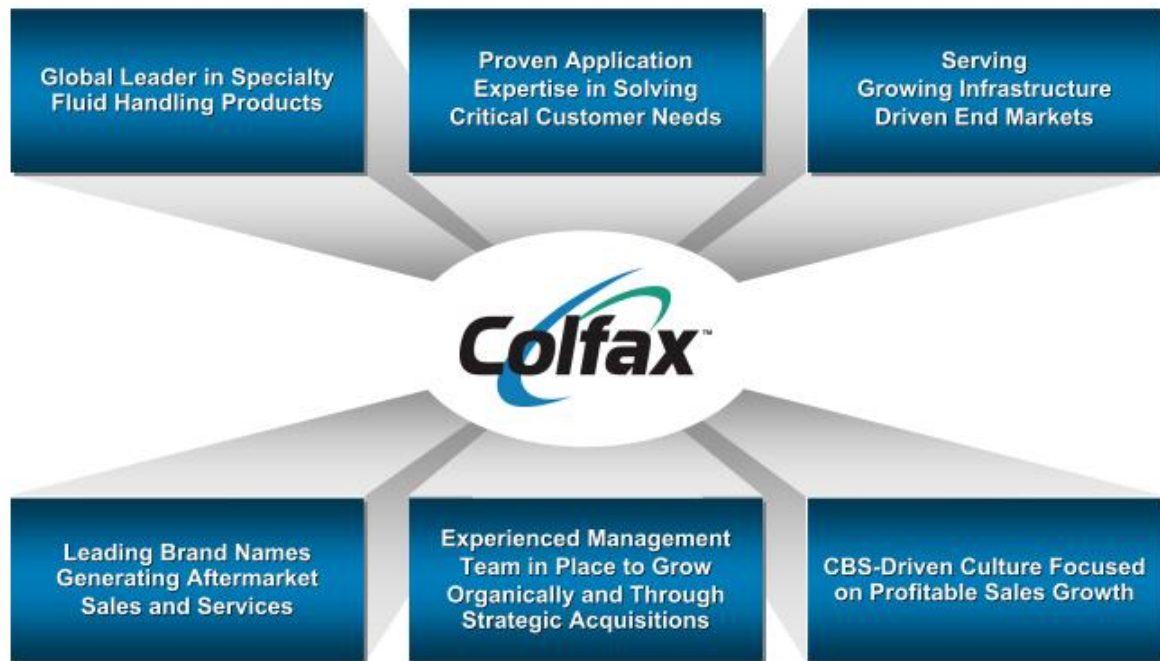 Global Leader in Specialty
Fluid Handling Products
Proven Application
Expertise in Solving
Critical Customer Needs
Serving
Growing Infrastructure
Driven End Markets
Colfax™
Leading Brand Names
Generating Aftermarket
Sales and Services
Experienced Management
Team in Place to Grow
Organically and Through
Strategic Acquisitions
CBS-Driven Culture Focused
on Profitable Sales Growth